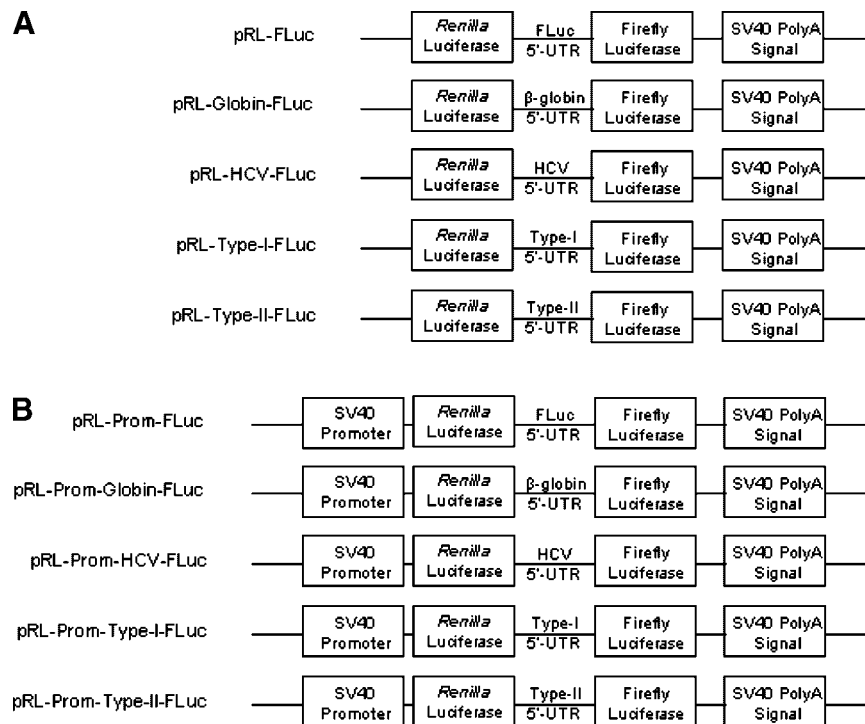 A
pRL-FLuc
Renilla
Luciferase
FLuc
5'-UTR
Firefly
Luciferase
SV40 PolyA
Signal
pRL-Globin-FLuc
Renilla
Luciferase
β-globin
5'-UTR
Firefly
Luciferase
SV40 PolyA
Signal
pRL-HCV-FLuc
Renilla
Luciferase
HCV
5'-UTR
Firefly
Luciferase
SV40 PolyA
Signal
pRL-Type-I-FLuc
Renilla
Luciferase
Type-I
5'-UTR
Firefly
Luciferase
SV40 PolyA
Signal
pRL-Type-II-FLuc
Renilla
Luciferase
Type-II
5'-UTR
Firefly
Luciferase
SV40 PolyA
Signal
B
pRL-Prom-FLuc
SV40
Promoter
Renilla
Luciferase
FLuc
5'-UTR
Firefly
Luciferase
SV40 PolyA
Signal
pRL-Prom-Globin-FLuc
SV40
Promoter
Renilla
Luciferase
β-globin
5'-UTR
Firefly
Luciferase
SV40 PolyA
Signal
pRL-Prom-HCV-FLuc
SV40
Promoter
Renilla
Luciferase
HCV
5'-UTR
Firefly
Luciferase
SV40 PolyA
Signal
pRL-Prom-Type-I-FLuc
SV40
Promoter
Renilla
Luciferase
Type-I
5'-UTR
Firefly
Luciferase
SV40 PolyA
Signal
pRL-Prom-Type-II-FLuc
SV40
Promoter
Renilla
Luciferase
Type-II
5'-UTR
Firefly
Luciferase
SV40 PolyA
Signal